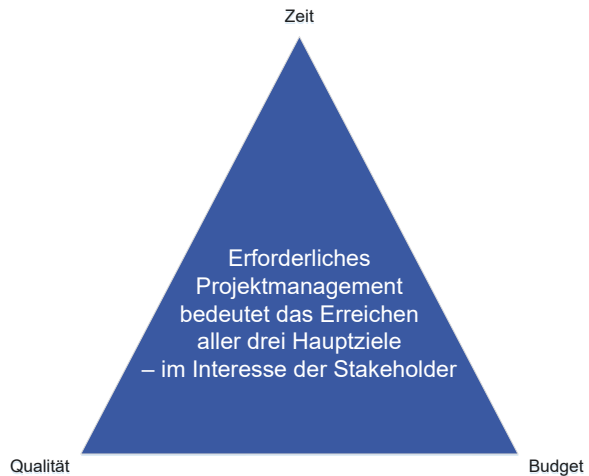 Zeit
Erforderliches
Projektmanagement
bedeutet das Erreichen
aller drei Hauptziele
– im Interesse der Stakeholder
Qualität
Budget